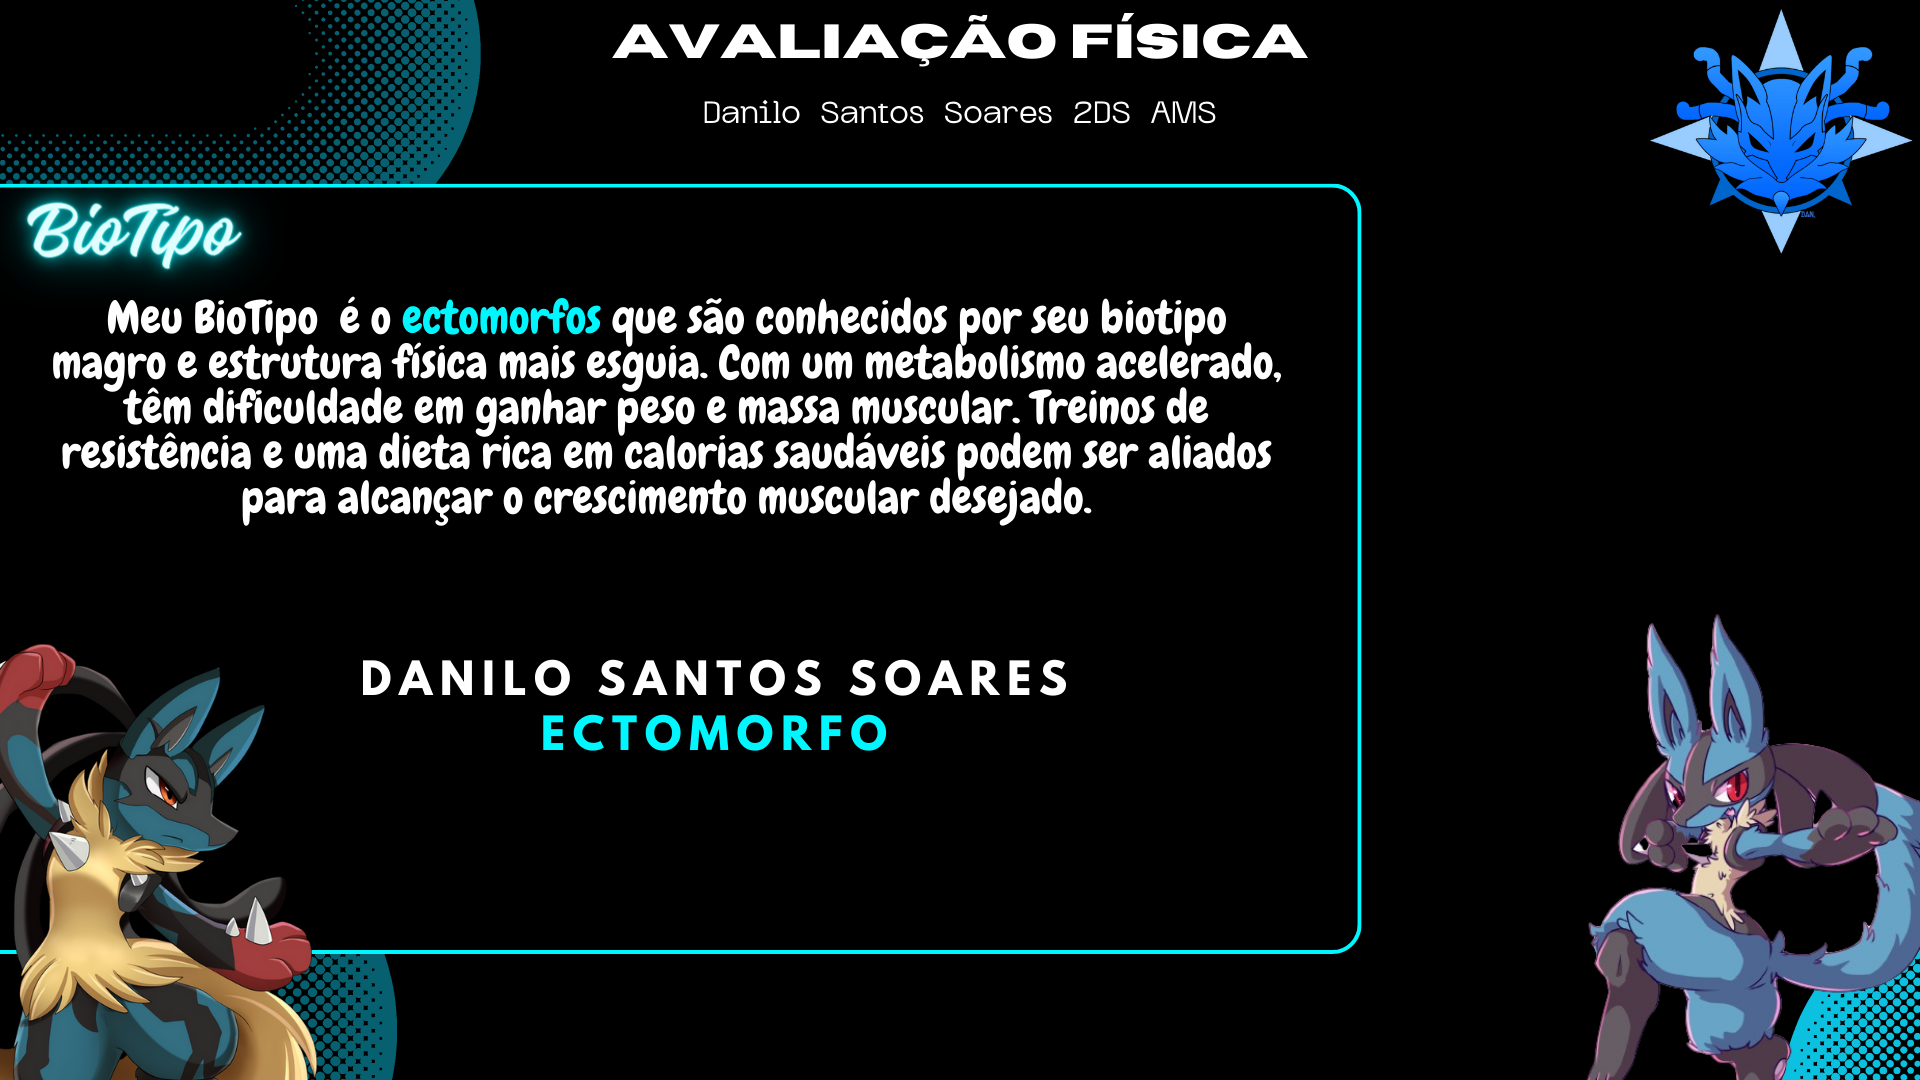 AVALIAÇÃO FÍSICA
Danilo Santos Soares 2DS AMS
DAN.
BioTipo
Meu BioTipo é o ectomorfos que são conhecidos por seu biotipo
magro e estrutura física mais esguia. Com um metabolismo acelerado,
têm dificuldade em ganhar peso e massa muscular. Treinos de
resistência e uma dieta rica em calorias saudáveis podem ser aliados
para alcançar o crescimento muscular desejado.
DANILO SANTOS SOARES
ECTOMORFO